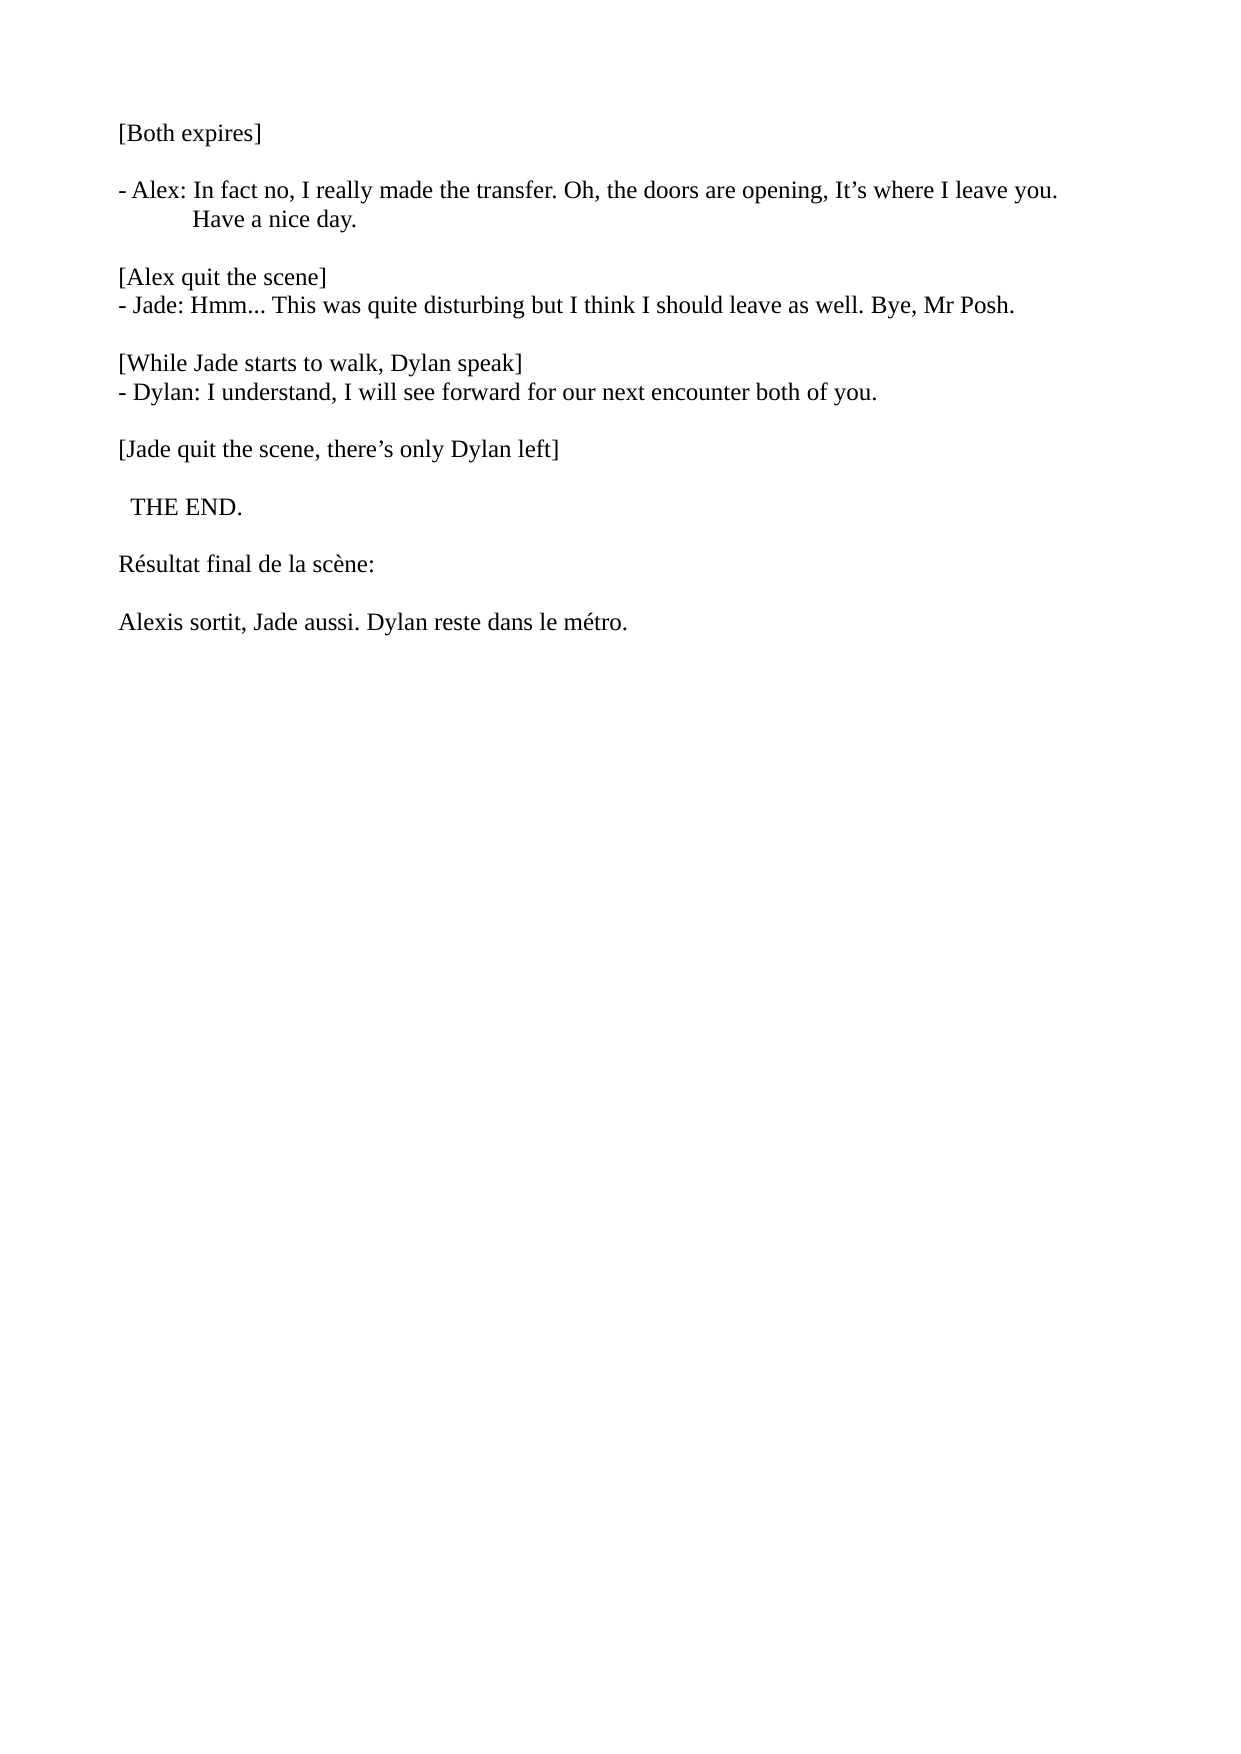 [Both expires]
- Alex: In fact no, I really made the transfer. Oh, the doors are opening, It’s where I leave you.
Have a nice day.
[Alex quit the scene]
- Jade: Hmm... This was quite disturbing but I think I should leave as well. Bye, Mr Posh.
[While Jade starts to walk, Dylan speak]
- Dylan: I understand, I will see forward for our next encounter both of you.
[Jade quit the scene, there’s only Dylan left]
THE END.
Résultat final de la scène:
Alexis sortit, Jade aussi. Dylan reste dans le métro.